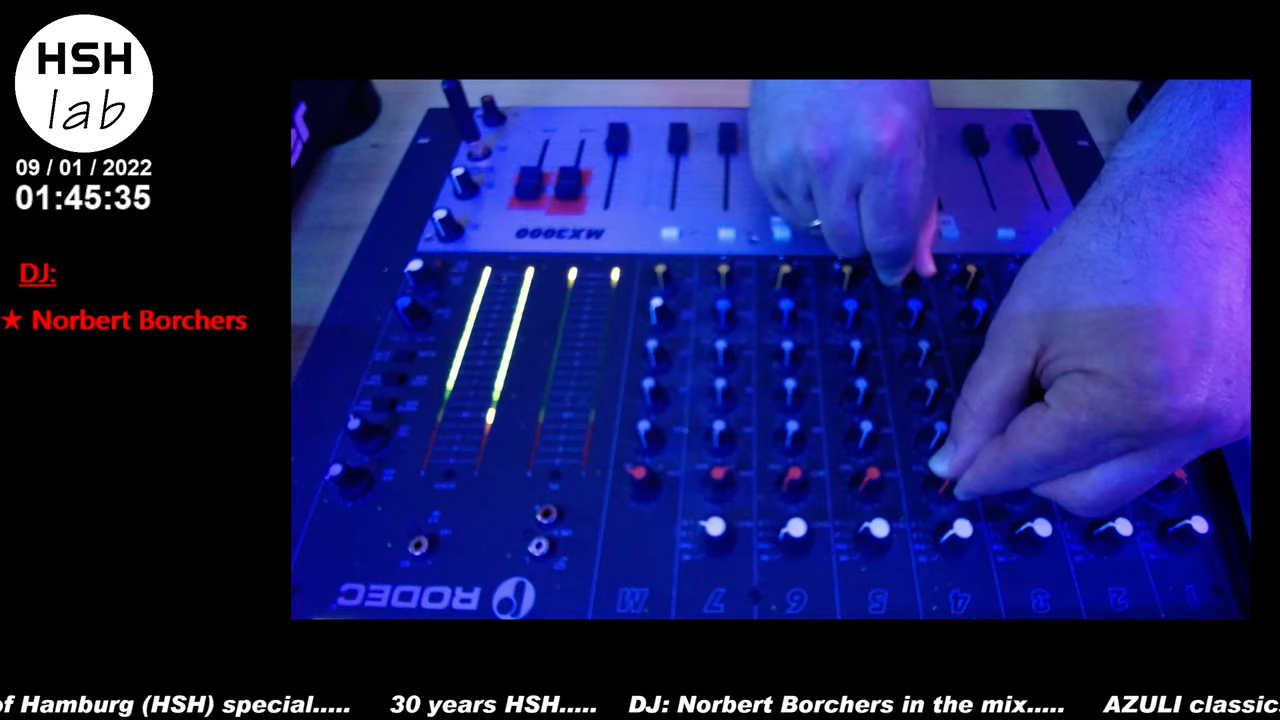 HSH
lab
09 / 01 / 2022
01:45:35
DJ:
★ Norbert Borchers
MX3000
RODEC
M 7 6 5 4 3 2 1
of Hamburg (HSH) special..... 30 years HSH..... DJ: Norbert Borchers in the mix..... AZULI classic